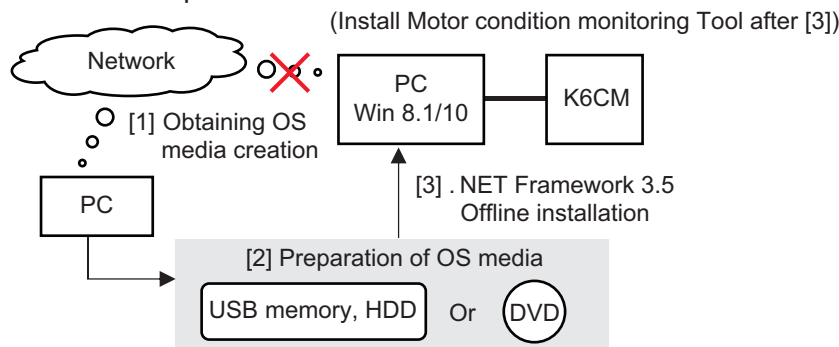 (Install Motor condition monitoring Tool after [3])
Network
PC
Win 8.1/10
K6CM
[1] Obtaining OS
media creation
[3] . NET Framework 3.5
Offline installation
PC
[2] Preparation of OS media
USB memory, HDD
Or
DVD